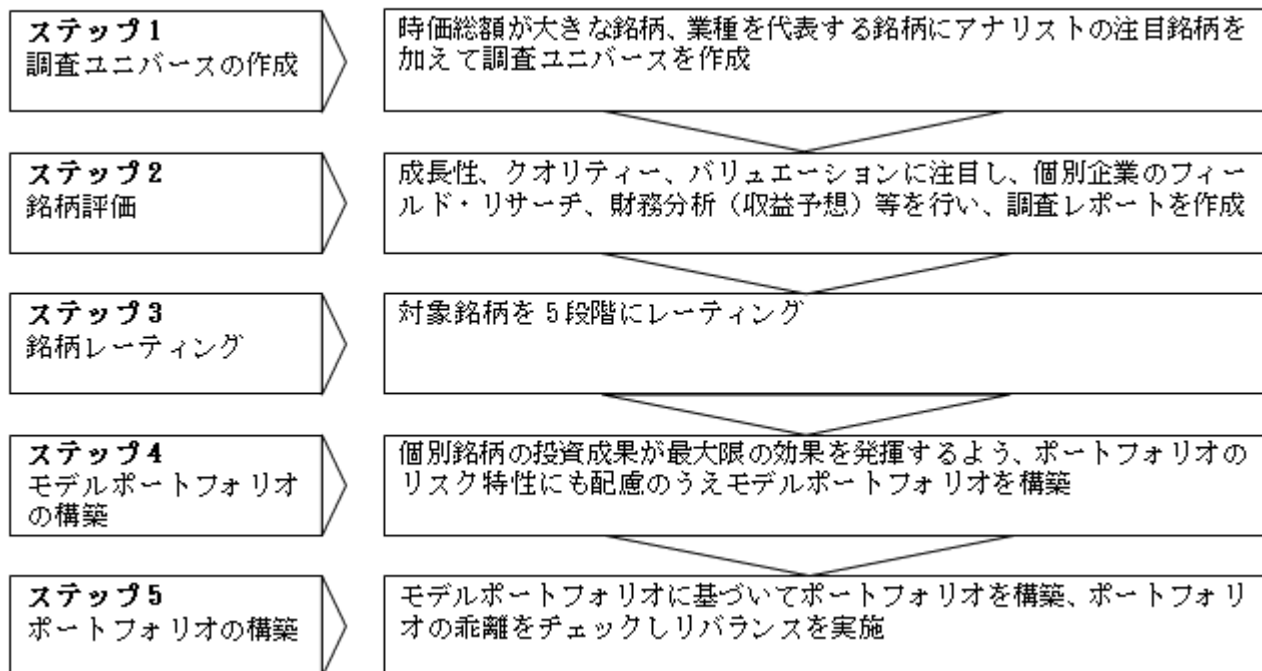 ステップ1
調査ユニバースの作成
時価総額が大きな銘柄、業種を代表する銘柄にアナリストの注目銘柄を
加えて調査ユニバースを作成
ステップ2
銘柄評価
成長性、クオリティー、バリュエーションに注目し、個別企業のフィー
ルド・リサーチ、財務分析（収益予想）等を行い、調査レポートを作成
ステップ3
銘柄レーティング
対象銘柄を5段階にレーティング
ステップ4
モデルポートフォリオ
の構築
個別銘柄の投資成果が最大限の効果を発揮するよう、ポートフォリオの
リスク特性にも配慮のうえモデルポートフォリオを構築
ステップ5
ポートフォリオの構築
モデルポートフォリオに基づいてポートフォリオを構築、ポートフォリ
オの乖離をチェックしリバランスを実施